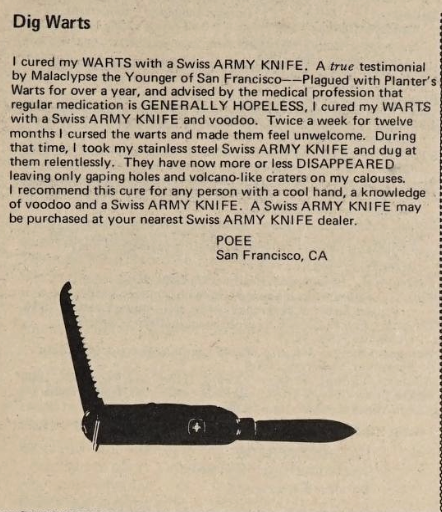 Dig Warts
I cured my WARTS with a Swiss ARMY KNIFE. A true testimonial
by Malaclypse the Younger of San Francisco––Plagued with Planter's
Warts for over a year, and advised by the medical profession that
regular medication is GENERALLY HOPELESS, I cured my WARTS
with a Swiss ARMY KNIFE and voodoo. Twice a week for twelve
months I cursed the warts and made them feel unwelcome. During
that time, I took my stainless steel Swiss ARMY KNIFE and dug at
them relentlessly. They have now more or less DISAPPEARED
leaving only gaping holes and volcano-like craters on my calouses.
I recommend this cure for any person with a cool hand, a knowledge
of voodoo and a Swiss ARMY KNIFE. A Swiss ARMY KNIFE may
be purchased at your nearest Swiss ARMY KNIFE dealer.
POEE
San Francisco, CA